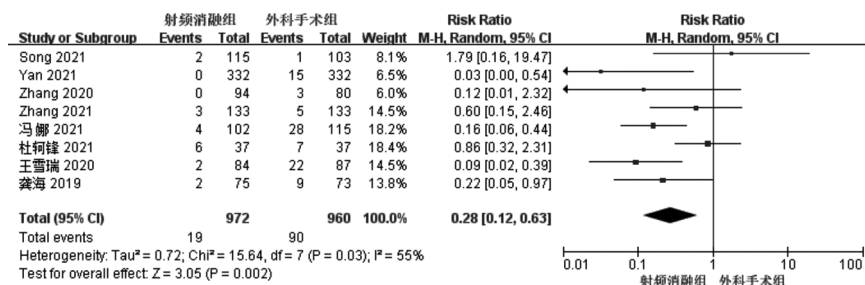 射频消融组 外科手术组 Risk Ratio Risk Ratio
Study or Subgroup Events Total Events Total Weight M-H, Random, 95% CI M-H, Random, 95% CI
Song 2021 2 115 1 103 8.1% 1.79 [0.16, 19.47]
Yan 2021 0 332 15 332 6.5% 0.03 [0.00, 0.54]
Zhang 2020 0 94 3 80 6.1% 0.12 [0.01, 2.32]
Zhang 2021 3 133 5 133 14.5% 0.60 [0.15, 2.46]
冯娜 2021 4 102 28 115 18.2% 0.16 [0.06, 0.44]
杜轲锋 2021 6 37 7 37 18.4% 0.86 [0.32, 2.31]
王雪瑞 2020 2 84 22 87 14.5% 0.09 [0.02, 0.39]
龚海 2019 2 75 9 73 13.8% 0.22 [0.05, 0.97]
Total (95% CI) 972 960 100.0% 0.28 [0.12, 0.63]
Total events 19 90
Heterogeneity: Tau² = 0.72; Chi² = 15.64, df = 7 (P = 0.03); I² = 55%
Test for overall effect: Z = 3.05 (P = 0.002)
0.01 0.1 1 10 100
射频消融组 外科手术组